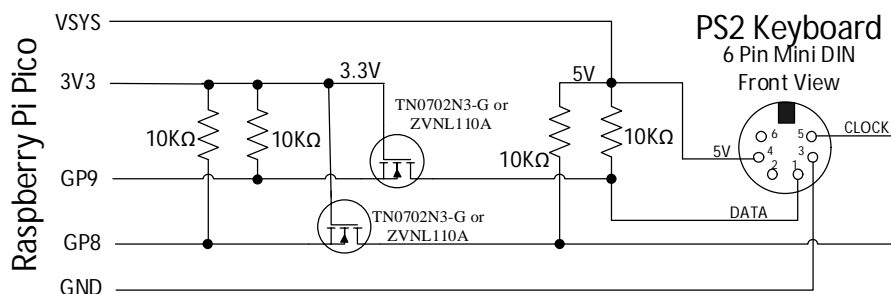 Raspberry Pi Pico
VSYS
3V3
GP9
GP8
GND
3.3V
10KΩ
10KΩ
TN0702N3-G or
ZVNL110A
TN0702N3-G or
ZVNL110A
5V
10KΩ
10KΩ
PS2 Keyboard
6 Pin Mini DIN
Front View
6
5
4
3
2
1
CLOCK
5V
DATA